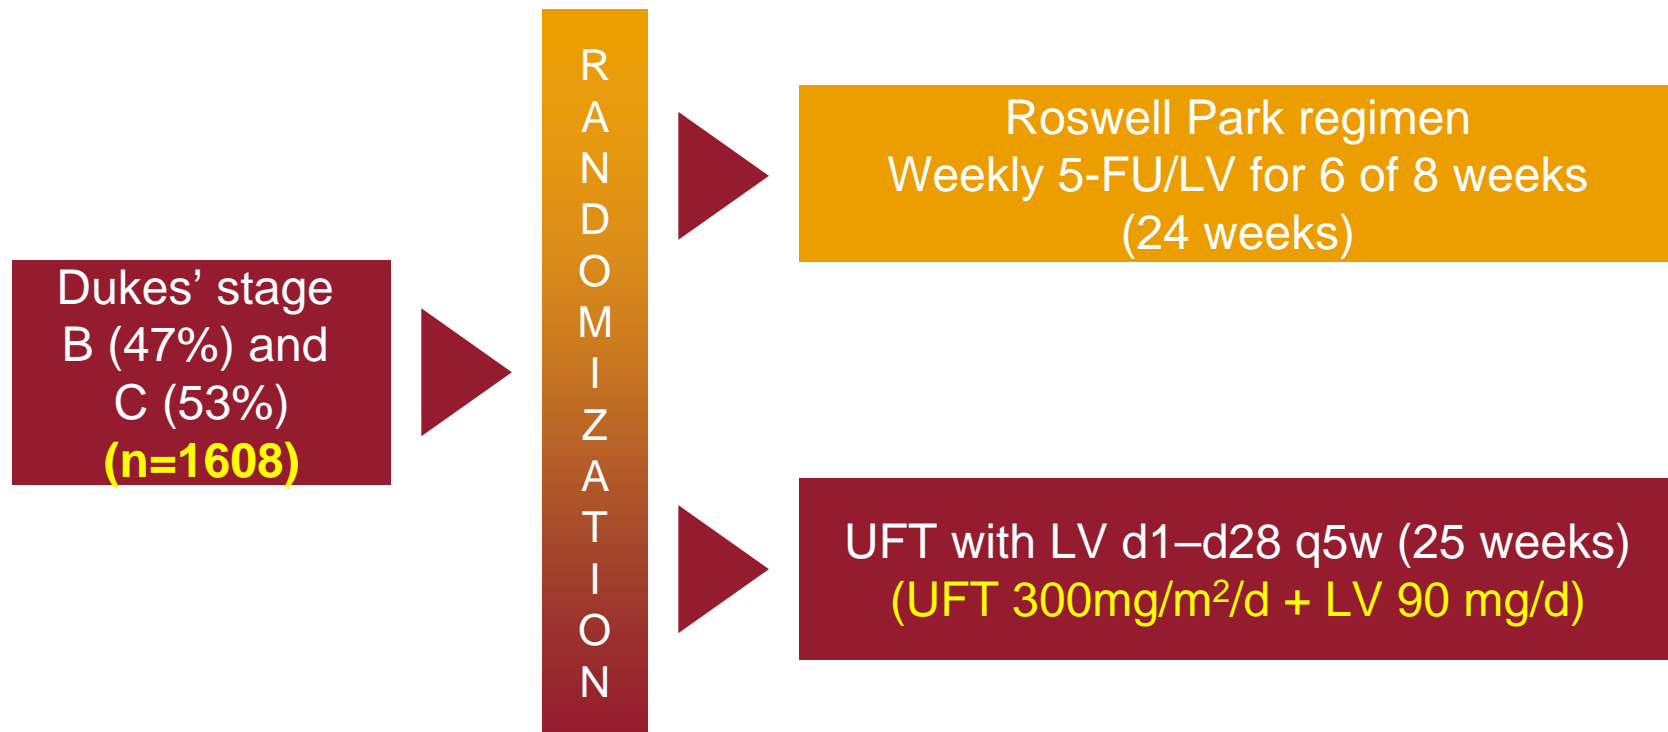 Dukes’ stage
B (47%) and
C (53%)
(n=1608)
R
A
N
D
O
M
I
Z
A
T
I
O
N
Roswell Park regimen
Weekly 5-FU/LV for 6 of 8 weeks
(24 weeks)
UFT with LV d1–d28 q5w (25 weeks)
(UFT 300mg/m²/d + LV 90 mg/d)